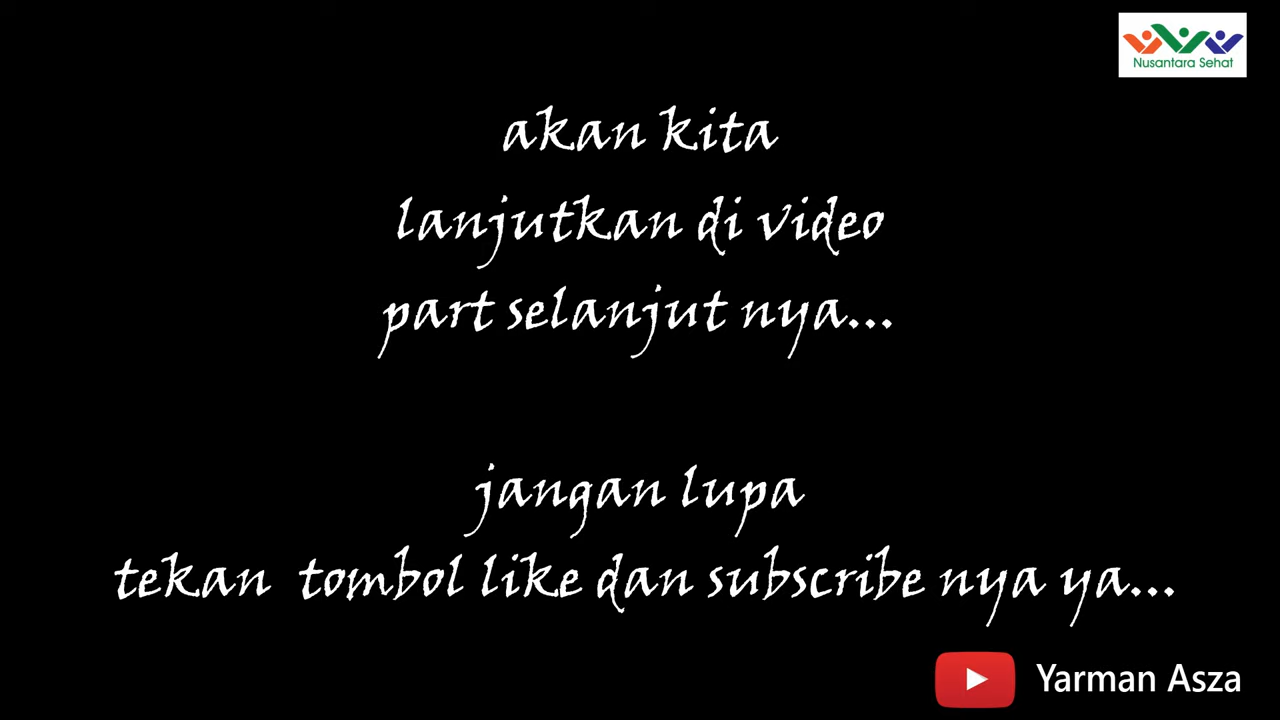 Nusantara Sehat
akan kita
lanjutkan di video
part selanjut nya...
jangan lupa
tekan tombol like dan subscribe nya ya...
Yarman Asza